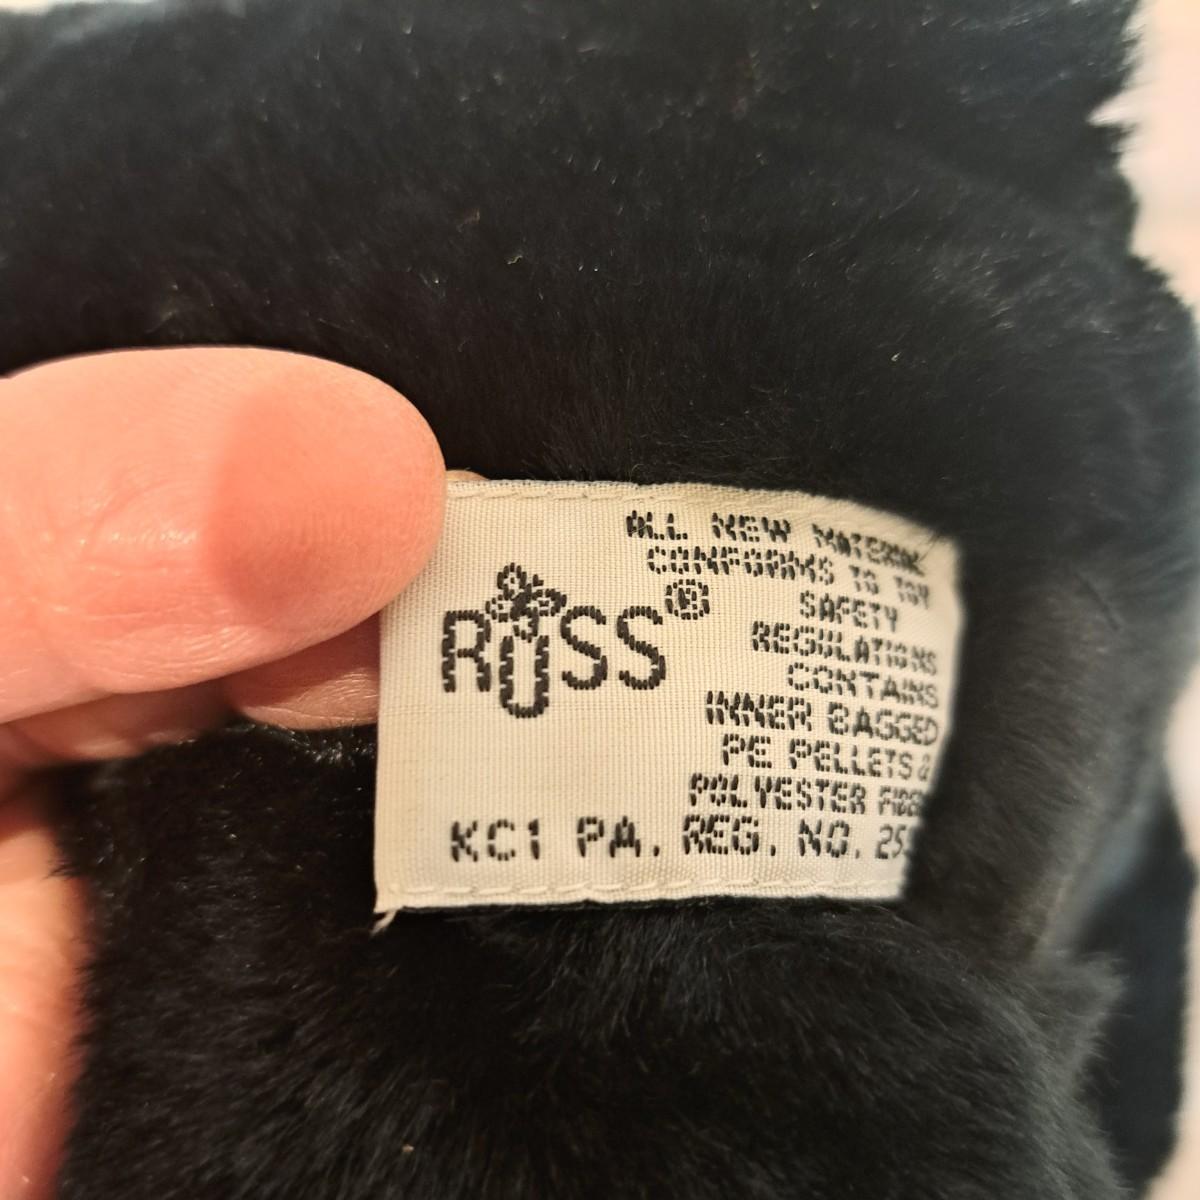 RUSS®
ALL NEW MATERIAL
CONFORMS TO TOY
SAFETY
REGULATIONS
CONTAINS
INNER BAGGED
PE PELLETS &
POLYESTER
KC1 PA. REG. NO.